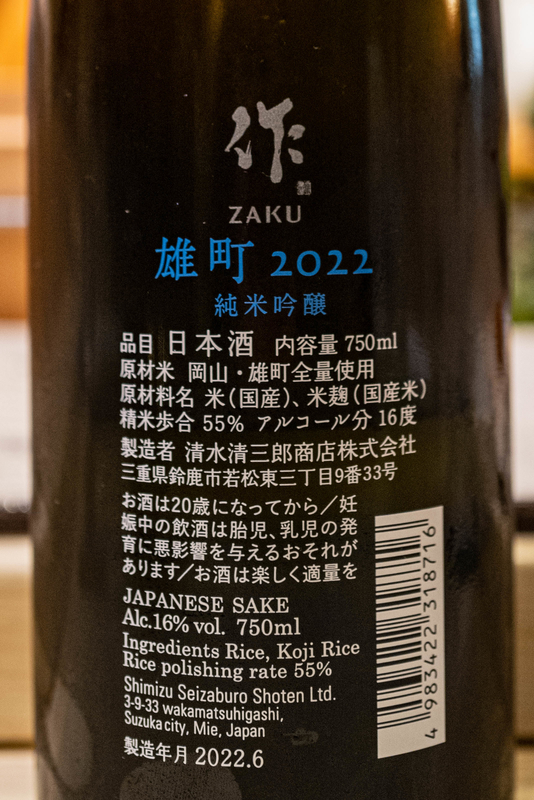 作
ZAKU
雄町 2022
純米吟醸
品目 日本酒 内容量 750ml
原材米 岡山・雄町全量使用
原材料名 米(国産)、米麹(国産米)
精米歩合 55% アルコール分 16度
製造者 清水清三郎商店株式会社
三重県鈴鹿市若松東三丁目9番33号
お酒は20歳になってから/妊
娠中の飲酒は胎児、乳児の発
育に悪影響を与えるおそれが
あります/お酒は楽しく適量を
JAPANESE SAKE
Alc.16% vol. 750ml
Ingredients Rice, Koji Rice
Rice polishing rate 55%
Shimizu Seizaburo Shoten Ltd.
3-9-33 wakamatsuhigashi,
Suzuka city, Mie, Japan
製造年月 2022.6
4 983422 318716